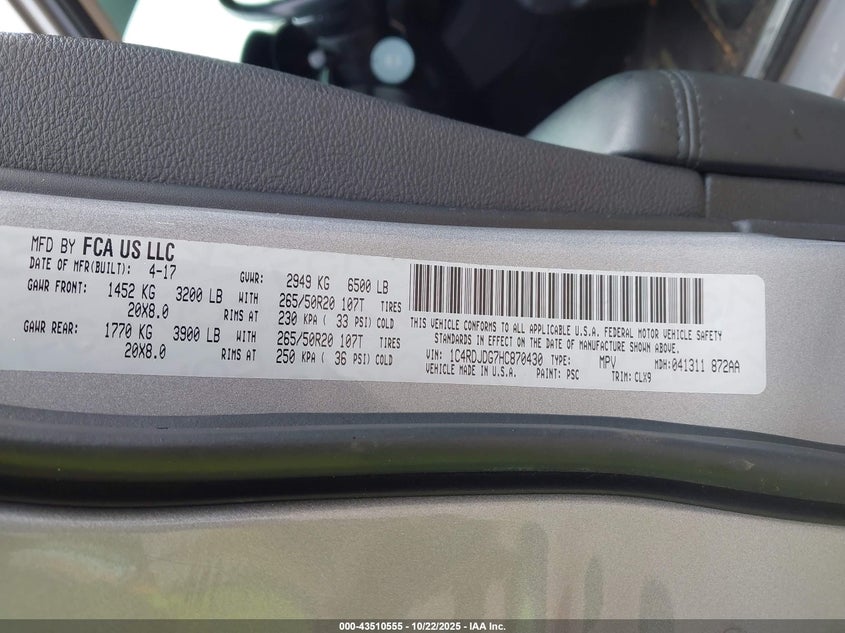 MFD BY FCA US LLC
DATE OF MFR(BUILT): 4-17 GVWR: 2949 KG 6500 LB
GAWR FRONT: 1452 KG 3200 LB WITH 265/50R20 107T TIRES
20X8.0 RIMS AT 230 KPA ( 33 PSI) COLD
GAWR REAR: 1770 KG 3900 LB WITH 265/50R20 107T TIRES
20X8.0 RIMS AT 250 KPA ( 36 PSI) COLD
THIS VEHICLE CONFORMS TO ALL APPLICABLE U.S.A. FEDERAL MOTOR VEHICLE SAFETY
STANDARDS IN EFFECT ON THE DATE OF MANUFACTURE SHOWN ABOVE.
VIN: 1C4RDJDG7HC870430 TYPE: MPV MDH:041311 872AA
VEHICLE MADE IN U.S.A. PAINT: PSC TRIM: CLX9
000-43510555 - 10/22/2025 - IAA Inc.